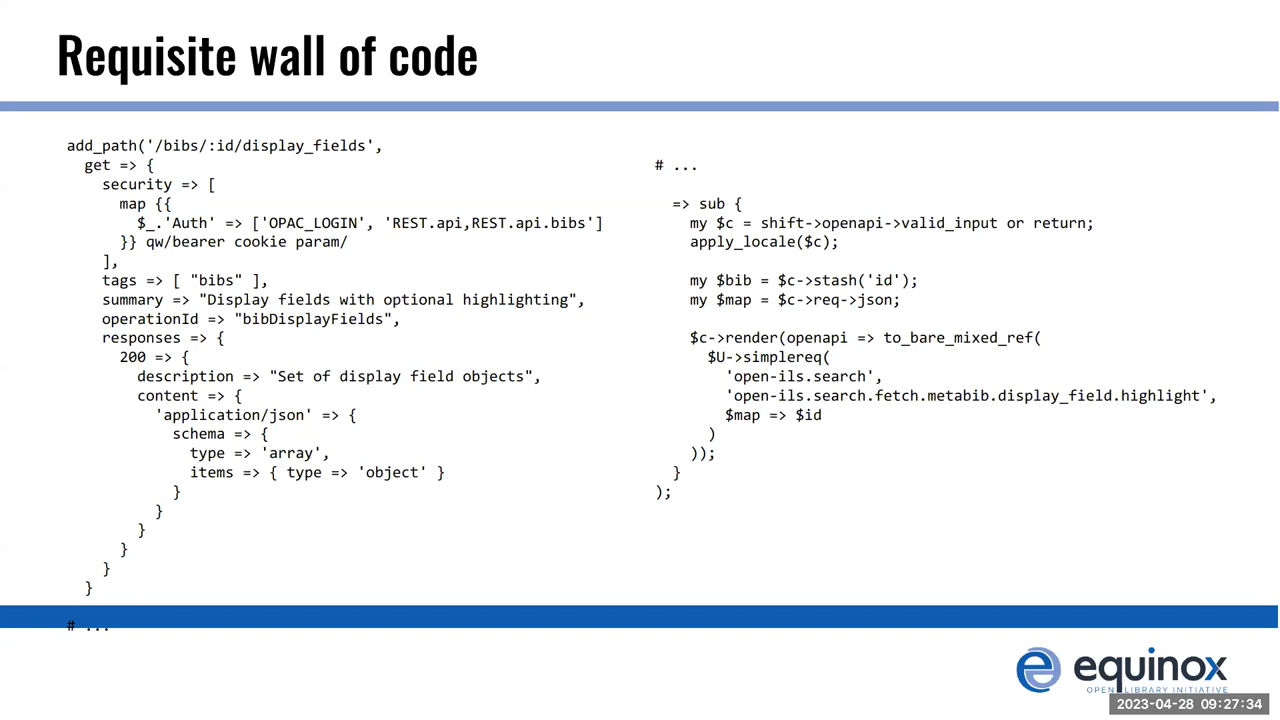 Requisite wall of code
add_path('/bibs/:id/display_fields',
  get => {
    security => [
      map {{
        $_.'Auth' => ['OPAC_LOGIN', 'REST.api,REST.api.bibs']
      }} qw/bearer cookie param/
    ],
    tags => [ "bibs" ],
    summary => "Display fields with optional highlighting",
    operationId => "bibDisplayFields",
    responses => {
      200 => {
        description => "Set of display field objects",
        content => {
          'application/json' => {
            schema => {
              type => 'array',
              items => { type => 'object' }
            }
          }
        }
      }
    }
  }
# ...
# ...
  => sub {
    my $c = shift->openapi->valid_input or return;
    apply_locale($c);
    my $bib = $c->stash('id');
    my $map = $c->req->json;
    $c->render(openapi => to_bare_mixed_ref(
      $U->simplereq(
        'open-ils.search',
        'open-ils.search.fetch.metabib.display_field.highlight',
        $map => $id
      )
    ));
  }
);
equinox
OPEN LIBRARY INITIATIVE
2023-04-28 09:27:34